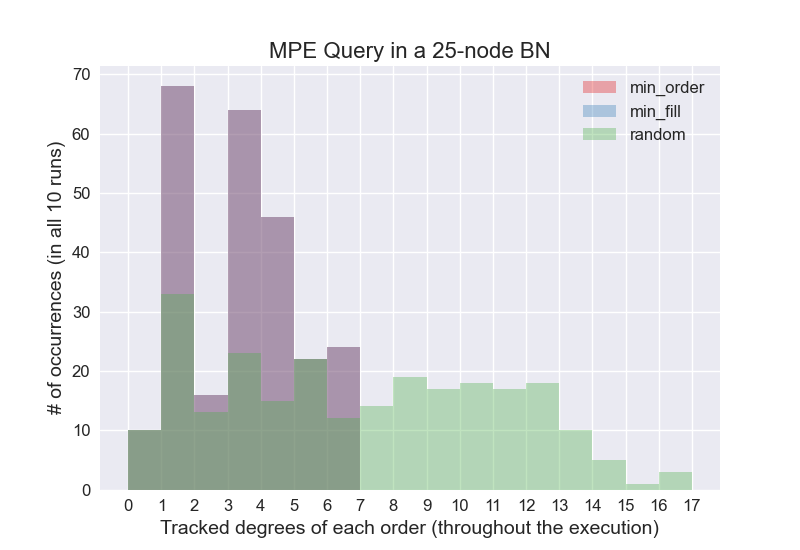 MPE Query in a 25-node BN
min_order
min_fill
random
# of occurrences (in all 10 runs)
70
60
50
40
30
20
10
0
0 1 2 3 4 5 6 7 8 9 10 11 12 13 14 15 16 17
Tracked degrees of each order (throughout the execution)